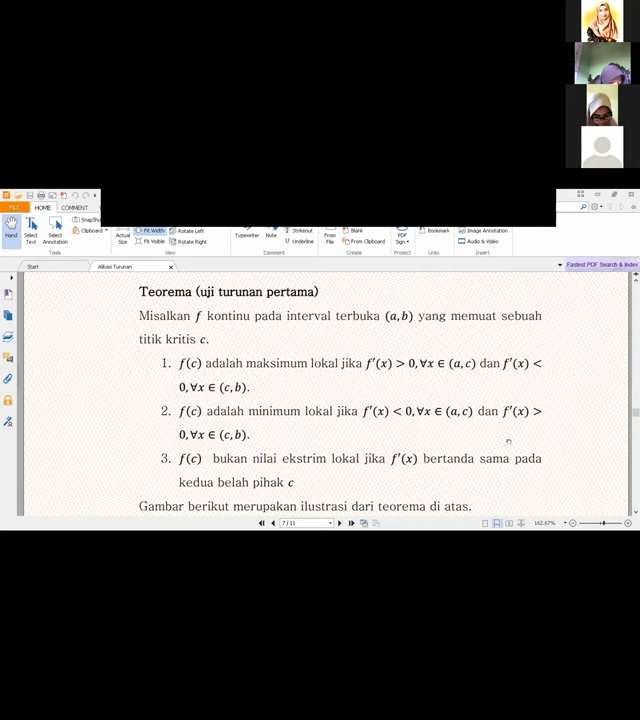 FILE HOME COMMENT
Hand
Select
Text
Select
Annotation
SnapSho
Clipboard
Tools
Actual
Size
Fit Width
Fit Visible
Rotate Left
Rotate Right
View
Typewriter
Note
Highlight
Strikeout
Underline
Comment
From
File
Blank
From Clipboard
Create
PDF
Sign
Protect
Bookmark
Links
Image Annotation
Audio & Video
Insert
Start Alikasi Turunan Fastest PDF Search & Index
Teorema (uji turunan pertama)
Misalkan f kontinu pada interval terbuka (a, b) yang memuat sebuah
titik kritis c.
1. f(c) adalah maksimum lokal jika f′(x) > 0, ∀x ∈ (a, c) dan f′(x) <
0, ∀x ∈ (c, b).
2. f(c) adalah minimum lokal jika f′(x) < 0, ∀x ∈ (a, c) dan f′(x) >
0, ∀x ∈ (c, b).
3. f(c) bukan nilai ekstrim lokal jika f′(x) bertanda sama pada
kedua belah pihak c
Gambar berikut merupakan ilustrasi dari teorema di atas.
7 / 11 162,67%